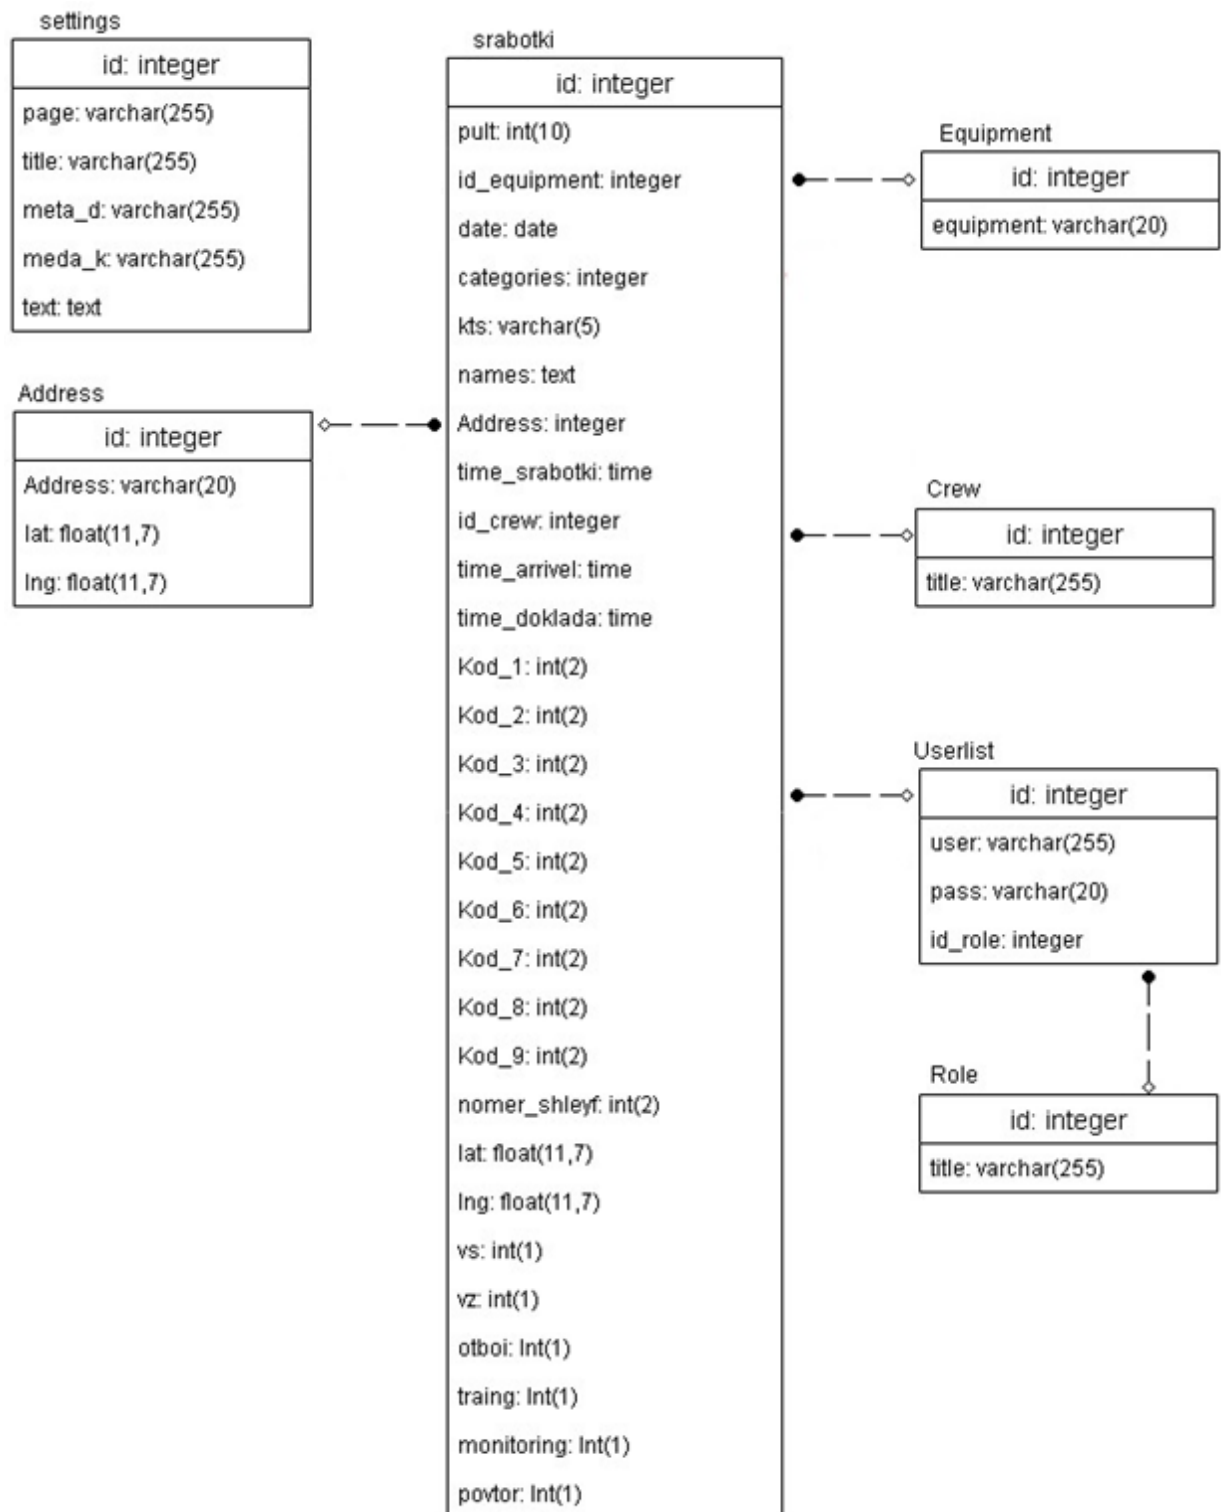 settings
id: integer
page: varchar(255)
title: varchar(255)
meta_d: varchar(255)
meda_k: varchar(255)
text: text
Address
id: integer
Address: varchar(20)
lat: float(11,7)
lng: float(11,7)
srabotki
id: integer
pult: int(10)
id_equipment: integer
date: date
categories: integer
kts: varchar(5)
names: text
Address: integer
time_srabotki: time
id_crew: integer
time_arrivel: time
time_doklada: time
Kod_1: int(2)
Kod_2: int(2)
Kod_3: int(2)
Kod_4: int(2)
Kod_5: int(2)
Kod_6: int(2)
Kod_7: int(2)
Kod_8: int(2)
Kod_9: int(2)
nomer_shleyf: int(2)
lat: float(11,7)
lng: float(11,7)
vs: int(1)
vz: int(1)
otboi: Int(1)
traing: Int(1)
monitoring: Int(1)
povtor: Int(1)
Equipment
id: integer
equipment: varchar(20)
Crew
id: integer
title: varchar(255)
Userlist
id: integer
user: varchar(255)
pass: varchar(20)
id_role: integer
Role
id: integer
title: varchar(255)